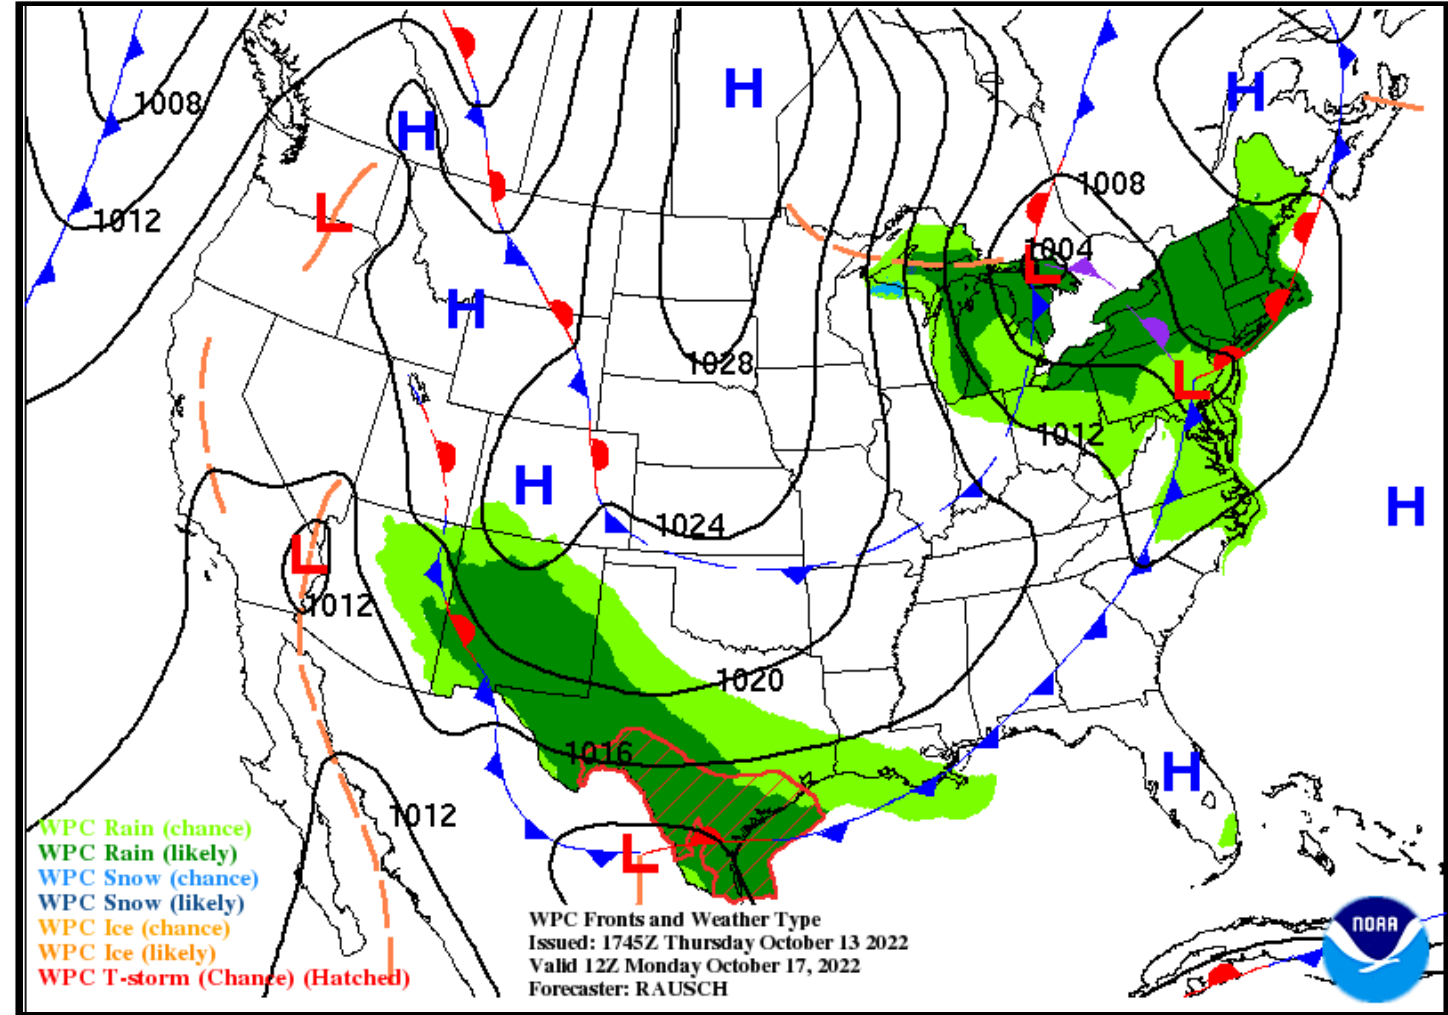 H
H
1008
H
1008
1012
L
1004
L
H
1028
L
1012
H
H
1024
L
1012
1020
1016
H
1012
L
WPC Rain (chance)
WPC Rain (likely)
WPC Snow (chance)
WPC Snow (likely)
WPC Ice (chance)
WPC Ice (likely)
WPC T-storm (Chance) (Hatched)
WPC Fronts and Weather Type
Issued: 1745Z Thursday October 13 2022
Valid 12Z Monday October 17, 2022
Forecaster: RAUSCH
NOAA